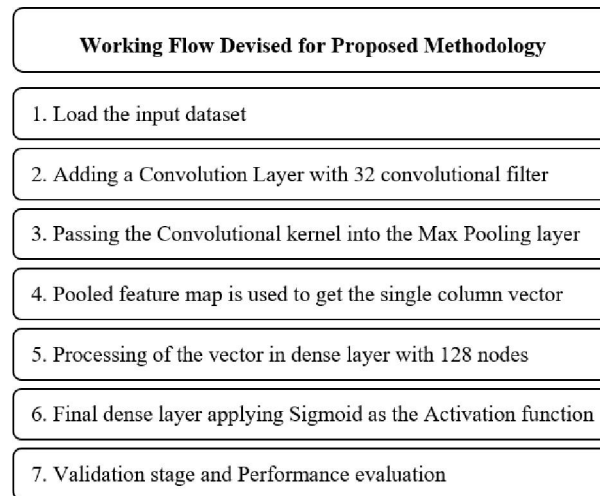 Working Flow Devised for Proposed Methodology
1. Load the input dataset
2. Adding a Convolution Layer with 32 convolutional filter
3. Passing the Convolutional kernel into the Max Pooling layer
4. Pooled feature map is used to get the single column vector
5. Processing of the vector in dense layer with 128 nodes
6. Final dense layer applying Sigmoid as the Activation function
7. Validation stage and Performance evaluation